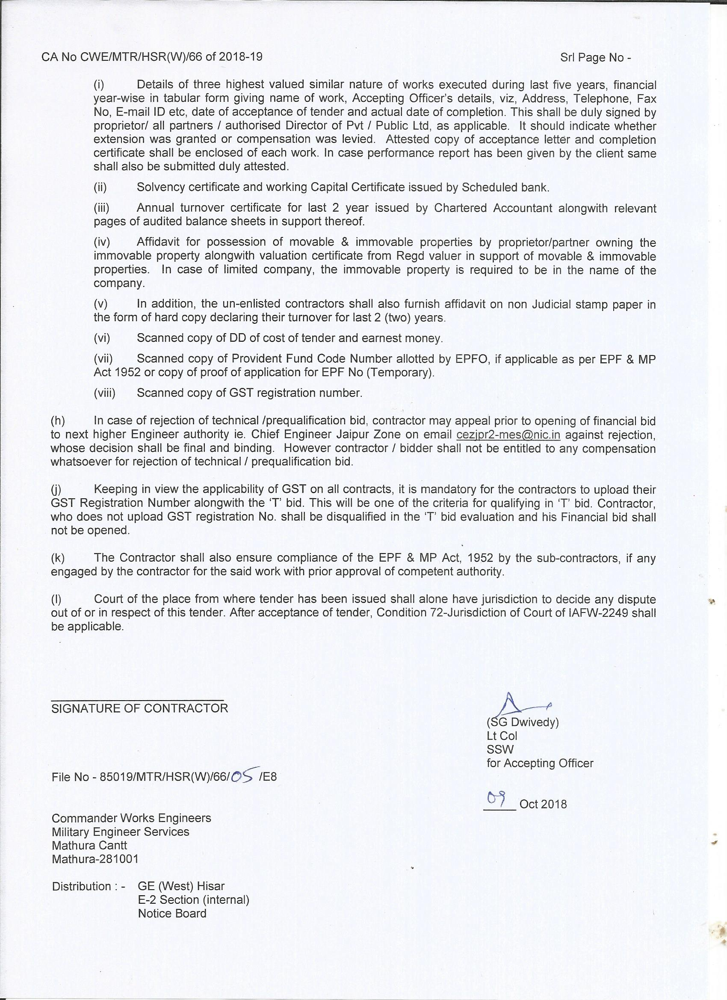 CA No CWE/MTR/HSR(W)/66 of 2018-19 Srl Page No -
(i) Details of three highest valued similar nature of works executed during last five years, financial
year-wise in tabular form giving name of work, Accepting Officer's details, viz, Address, Telephone, Fax
No, E-mail ID etc, date of acceptance of tender and actual date of completion. This shall be duly signed by
proprietor/ all partners / authorised Director of Pvt / Public Ltd, as applicable. It should indicate whether
extension was granted or compensation was levied. Attested copy of acceptance letter and completion
certificate shall be enclosed of each work. In case performance report has been given by the client same
shall also be submitted duly attested.
(ii) Solvency certificate and working Capital Certificate issued by Scheduled bank.
(iii) Annual turnover certificate for last 2 year issued by Chartered Accountant alongwith relevant
pages of audited balance sheets in support thereof.
(iv) Affidavit for possession of movable & immovable properties by proprietor/partner owning the
immovable property alongwith valuation certificate from Regd valuer in support of movable & immovable
properties. In case of limited company, the immovable property is required to be in the name of the
company.
(v) In addition, the un-enlisted contractors shall also furnish affidavit on non Judicial stamp paper in
the form of hard copy declaring their turnover for last 2 (two) years.
(vi) Scanned copy of DD of cost of tender and earnest money.
(vii) Scanned copy of Provident Fund Code Number allotted by EPFO, if applicable as per EPF & MP
Act 1952 or copy of proof of application for EPF No (Temporary).
(viii) Scanned copy of GST registration number.
(h) In case of rejection of technical /prequalification bid, contractor may appeal prior to opening of financial bid
to next higher Engineer authority ie. Chief Engineer Jaipur Zone on email cezjpr2-mes@nic.in against rejection,
whose decision shall be final and binding. However contractor / bidder shall not be entitled to any compensation
whatsoever for rejection of technical / prequalification bid.
(j) Keeping in view the applicability of GST on all contracts, it is mandatory for the contractors to upload their
GST Registration Number alongwith the 'T' bid. This will be one of the criteria for qualifying in 'T' bid. Contractor,
who does not upload GST registration No. shall be disqualified in the 'T' bid evaluation and his Financial bid shall
not be opened.
(k) The Contractor shall also ensure compliance of the EPF & MP Act, 1952 by the sub-contractors, if any
engaged by the contractor for the said work with prior approval of competent authority.
(l) Court of the place from where tender has been issued shall alone have jurisdiction to decide any dispute
out of or in respect of this tender. After acceptance of tender, Condition 72-Jurisdiction of Court of IAFW-2249 shall
be applicable.
SIGNATURE OF CONTRACTOR
(SG Dwivedy)
Lt Col
SSW
for Accepting Officer
File No - 85019/MTR/HSR(W)/66/05 /E8
09 Oct 2018
Commander Works Engineers
Military Engineer Services
Mathura Cantt
Mathura-281001
Distribution : - GE (West) Hisar
E-2 Section (internal)
Notice Board